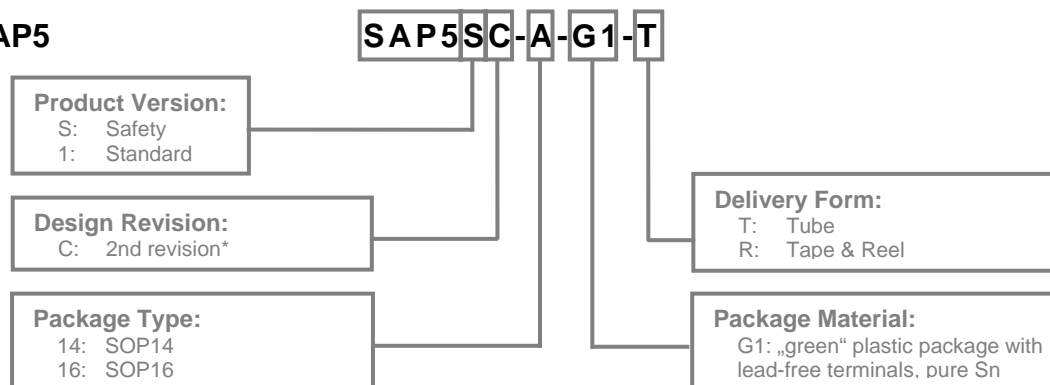 AP5
SAP5SC-A-G1-T
Product Version:
S: Safety
1: Standard
Design Revision:
C: 2nd revision*
Package Type:
14: SOP14
16: SOP16
Delivery Form:
T: Tube
R: Tape & Reel
Package Material:
G1: „green“ plastic package with
lead-free terminals, pure Sn